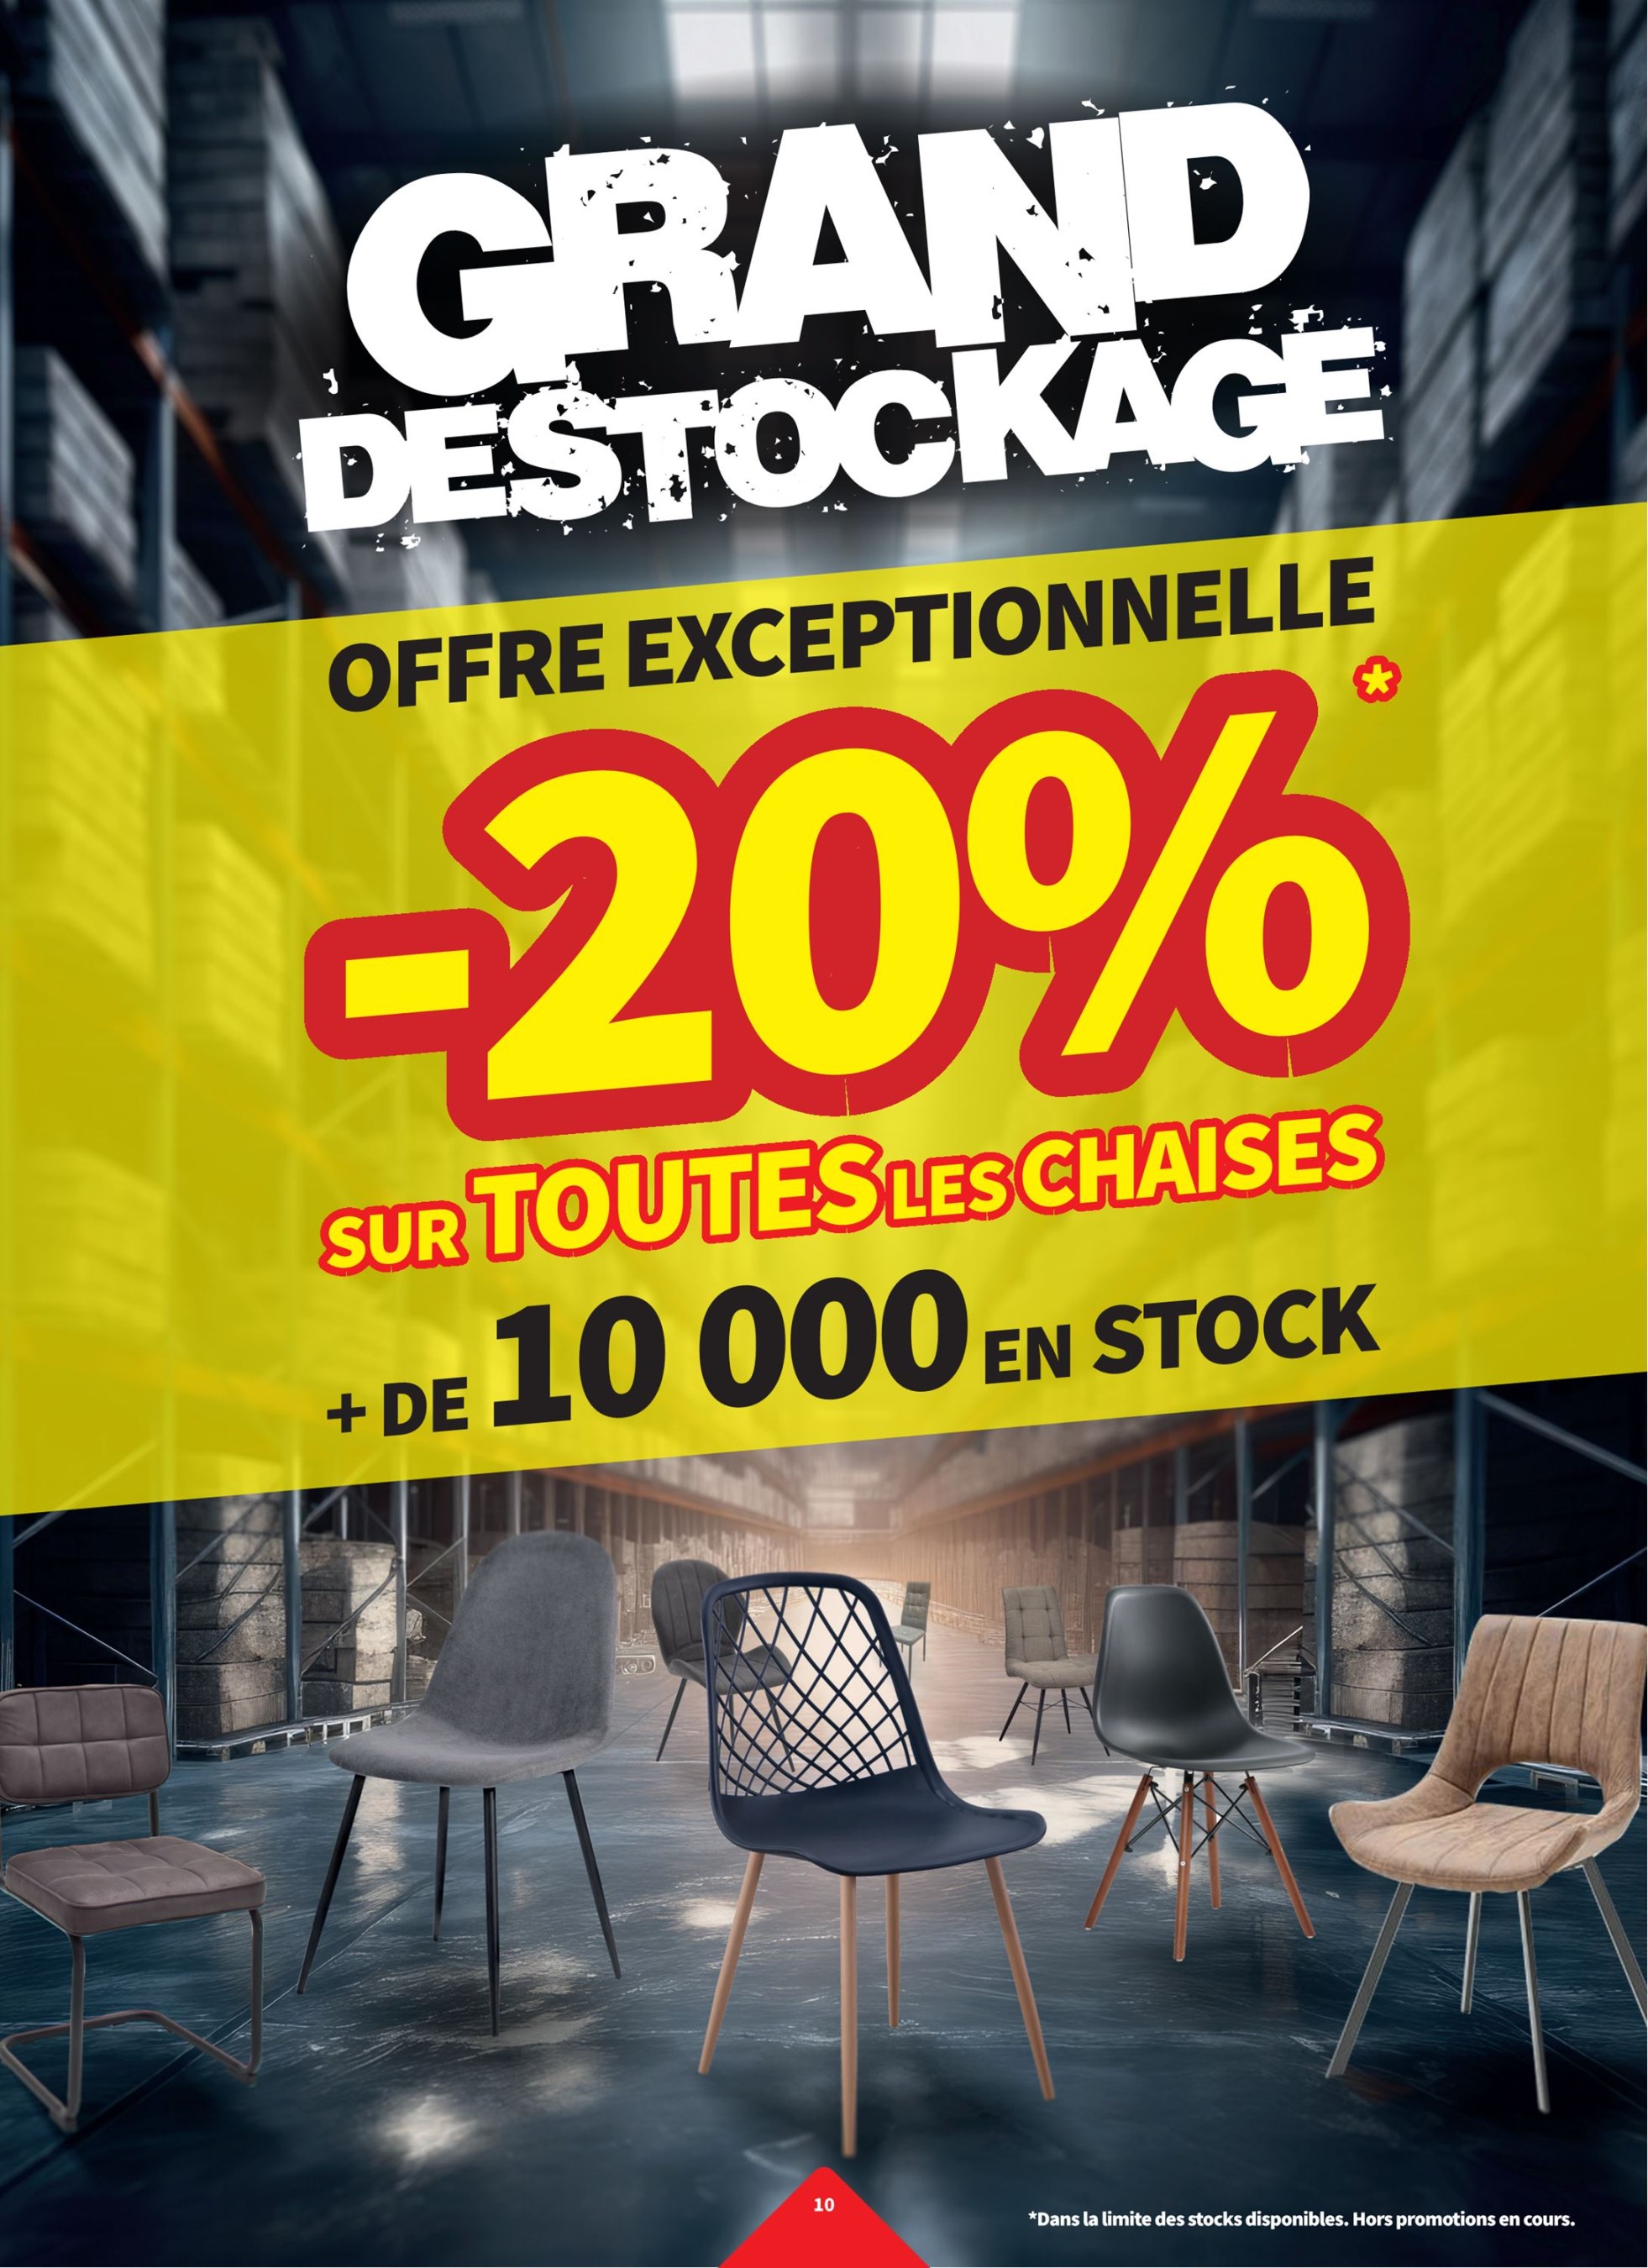 GRAND
DESTOCKAGE
OFFRE EXCEPTIONNELLE
-20%*
SUR TOUTES LES CHAISES
+ DE 10 000 EN STOCK
10
*Dans la limite des stocks disponibles. Hors promotions en cours.